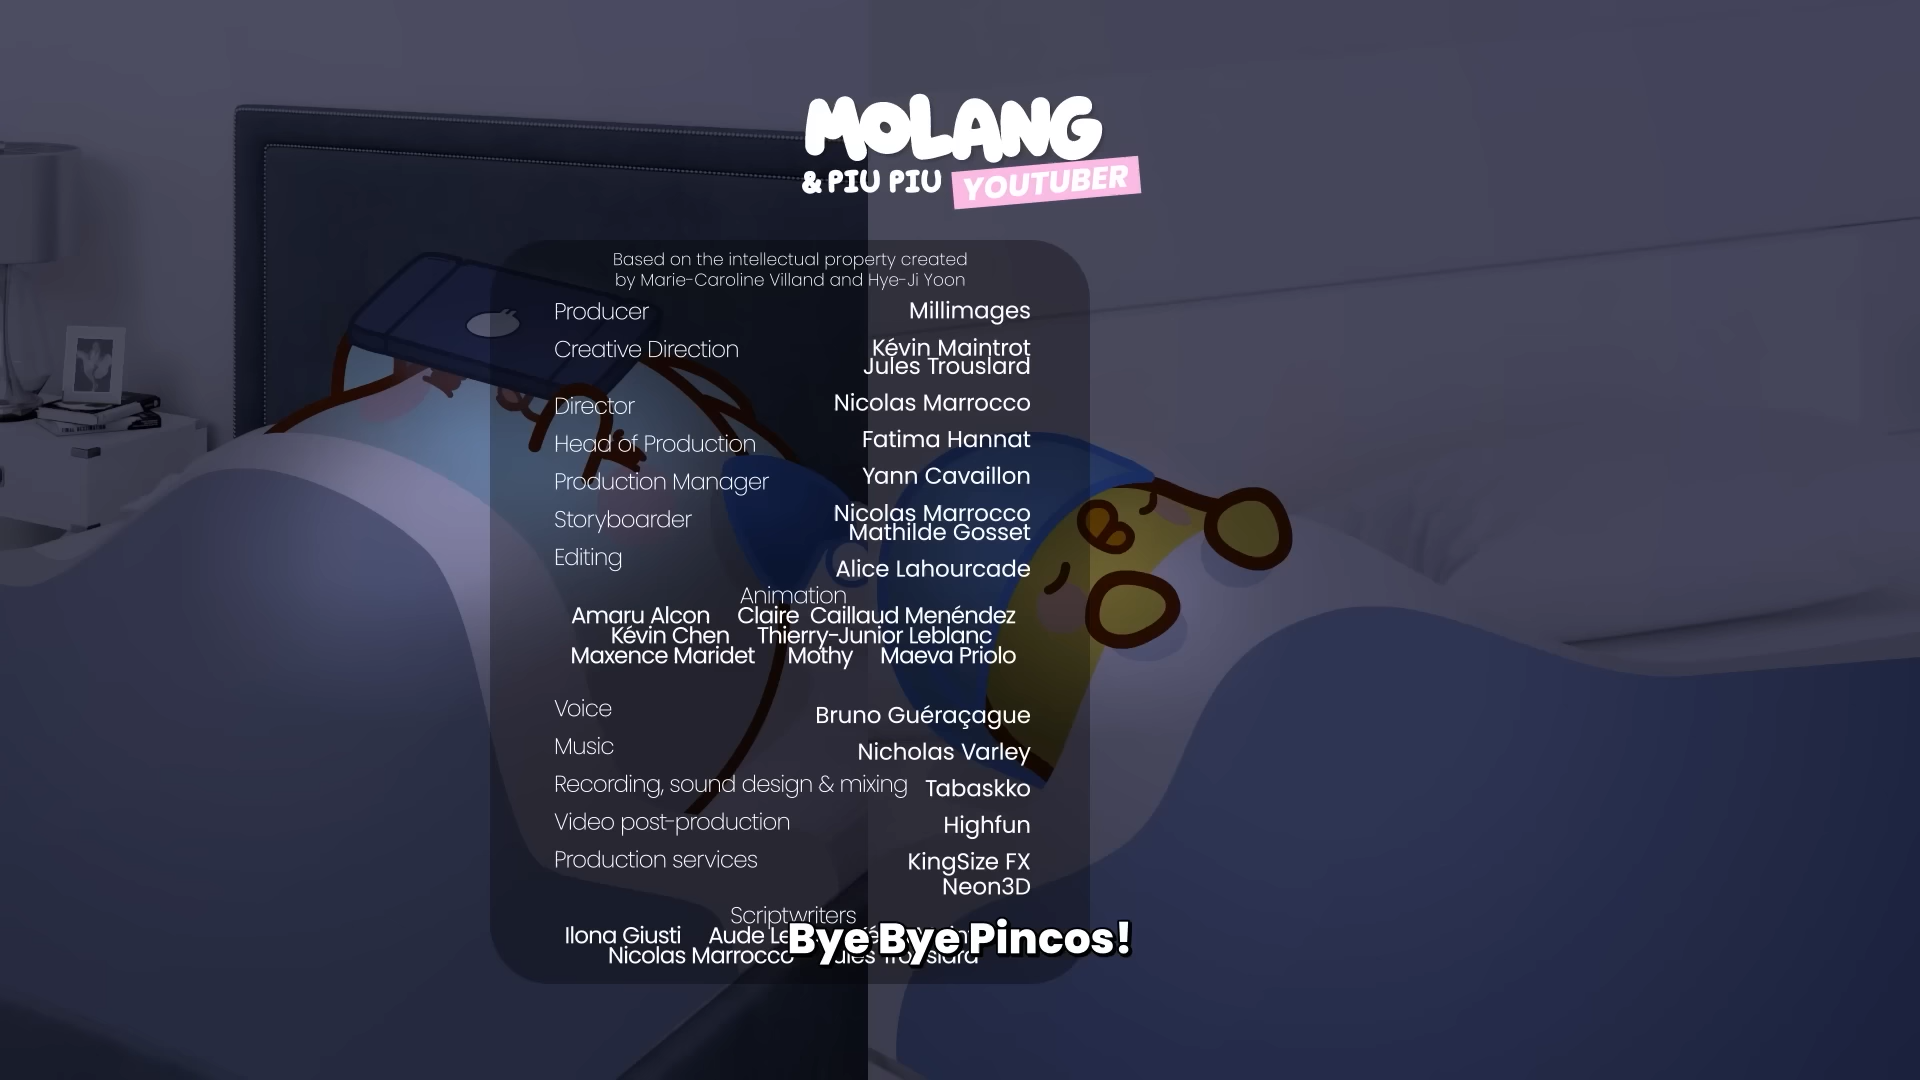 MOLANG
& PIU PIU YOUTUBER
Based on the intellectual property created
by Marie-Caroline Villand and Hye-Ji Yoon
Producer Millimages
Creative Direction Kévin Maintrot
Jules Trouslard
Director Nicolas Marrocco
Head of Production Fatima Hannat
Production Manager Yann Cavaillon
Storyboarder Nicolas Marrocco
Mathilde Gosset
Editing Alice Lahourcade
Animation
Amaru Alcon Claire Caillaud Menéndez
Kévin Chen Thierry-Junior Leblanc
Maxence Maridet Mothy Maeva Priolo
Voice Bruno Guéraçague
Music Nicholas Varley
Recording, sound design & mixing Tabaskko
Video post-production Highfun
Production services KingSize FX
Neon3D
Scriptwriters
Ilona Giusti Aude
Nicolas Marrocco Jules Trouslard
Bye Bye Pincos!